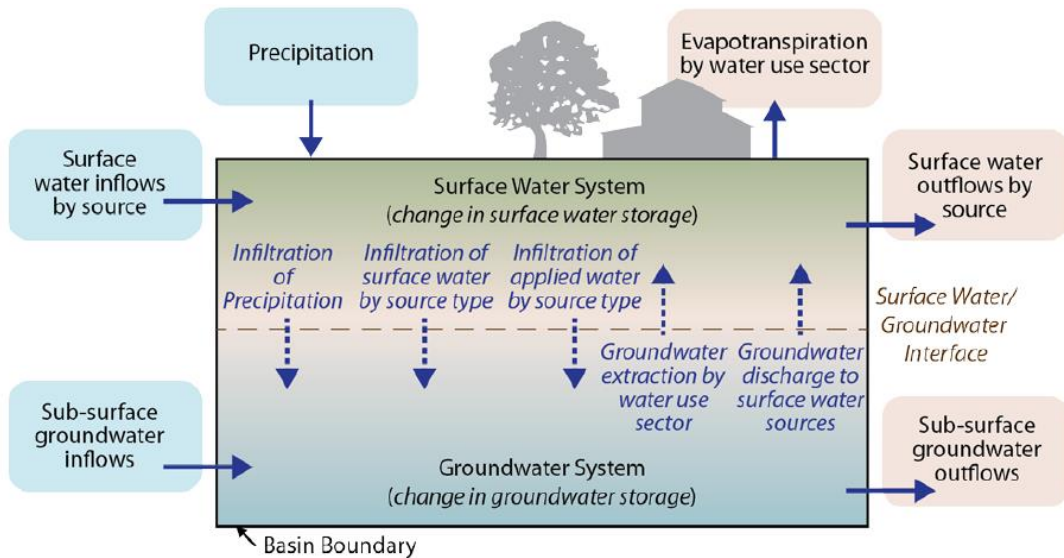 Precipitation
Evapotranspiration
by water use sector
Surface
water inflows
by source
Surface Water System
(change in surface water storage)
Surface water
outflows by
source
Infiltration
of
Precipitation
Infiltration of
surface water
by source type
Infiltration of
applied water
by source type
Surface Water/
Groundwater
Interface
Groundwater
extraction by
water use
sector
Groundwater
discharge to
surface water
sources
Sub-surface
groundwater
inflows
Groundwater System
(change in groundwater storage)
Sub-surface
groundwater
outflows
Basin Boundary